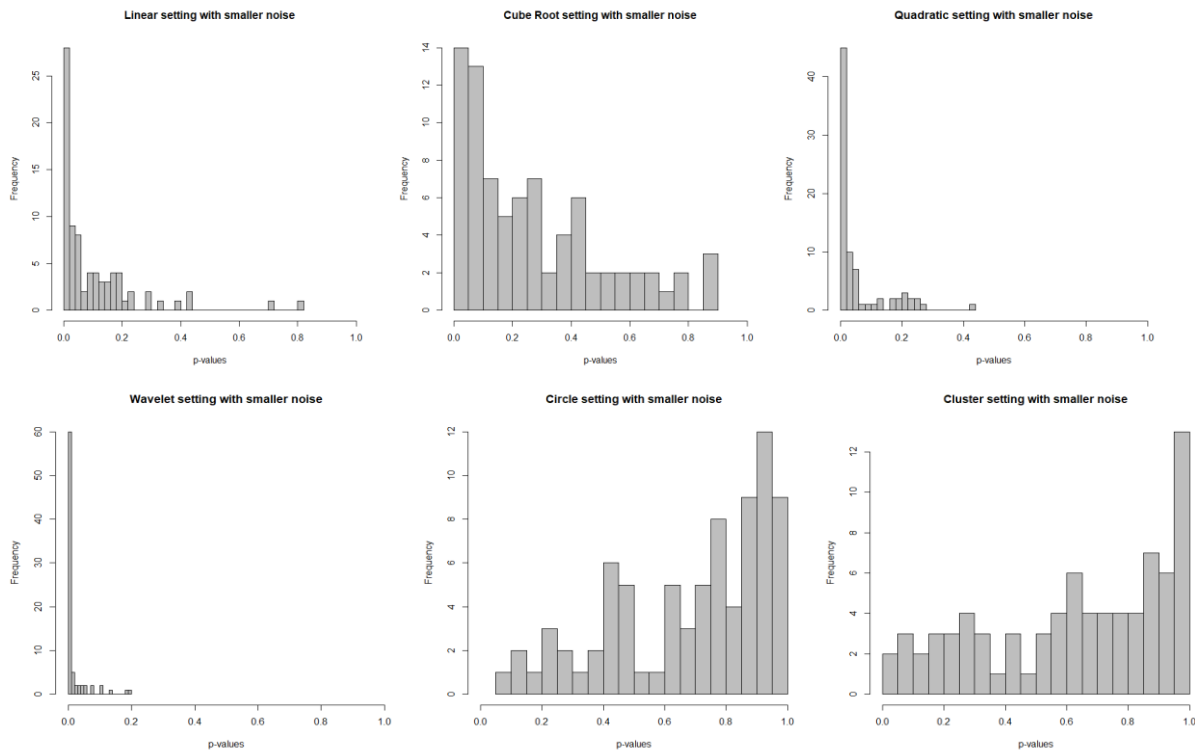 Linear setting with smaller noise
Frequency
0 5 10 15 20 25
0.0 0.2 0.4 0.6 0.8 1.0
p-values
Cube Root setting with smaller noise
Frequency
0 2 4 6 8 10 12 14
0.0 0.2 0.4 0.6 0.8 1.0
p-values
Quadratic setting with smaller noise
Frequency
0 10 20 30 40
0.0 0.2 0.4 0.6 0.8 1.0
p-values
Wavelet setting with smaller noise
Frequency
0 10 20 30 40 50 60
0.0 0.2 0.4 0.6 0.8 1.0
p-values
Circle setting with smaller noise
Frequency
0 2 4 6 8 10 12
0.0 0.2 0.4 0.6 0.8 1.0
p-values
Cluster setting with smaller noise
Frequency
0 2 4 6 8 10 12
0.0 0.2 0.4 0.6 0.8 1.0
p-values